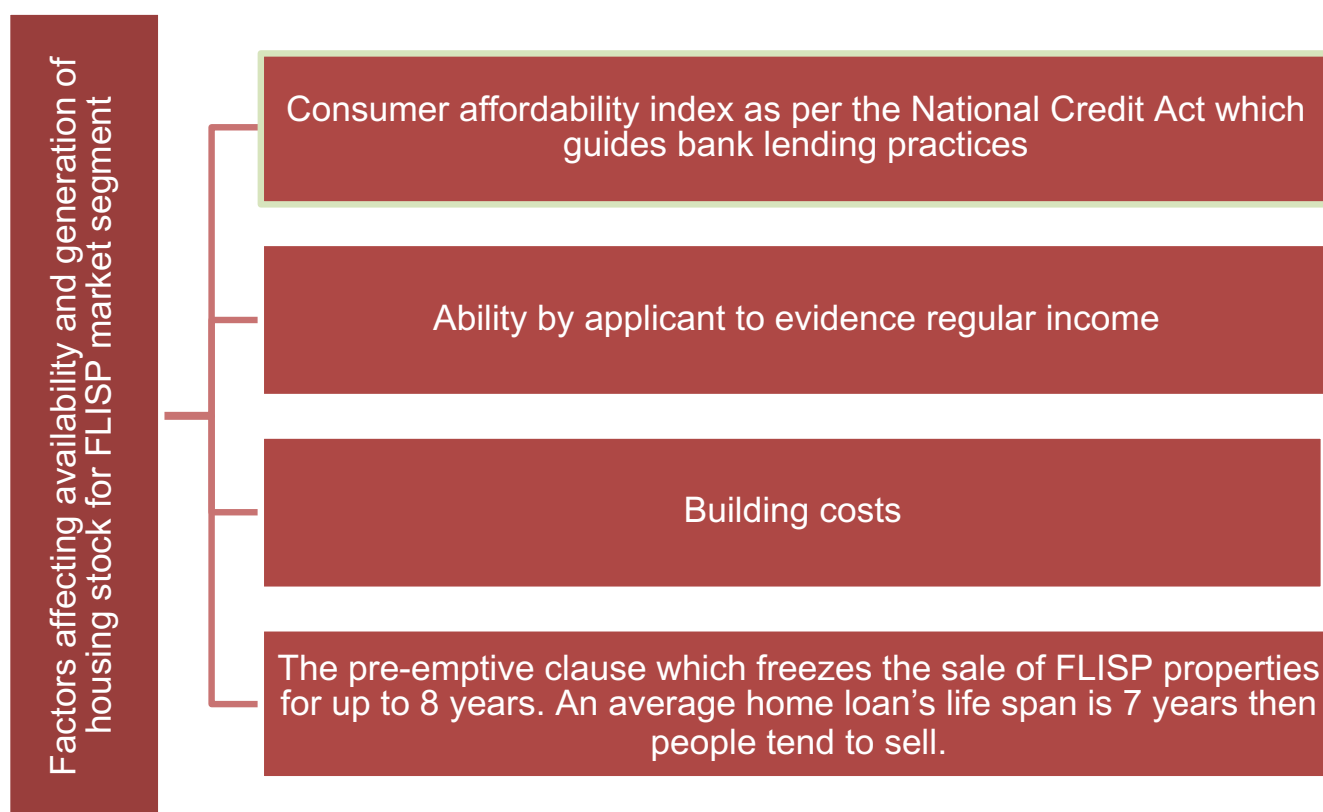 Factors affecting availability and generation of
housing stock for FLISP market segment
Consumer affordability index as per the National Credit Act which
guides bank lending practices
Ability by applicant to evidence regular income
Building costs
The pre-emptive clause which freezes the sale of FLISP properties
for up to 8 years. An average home loan’s life span is 7 years then
people tend to sell.